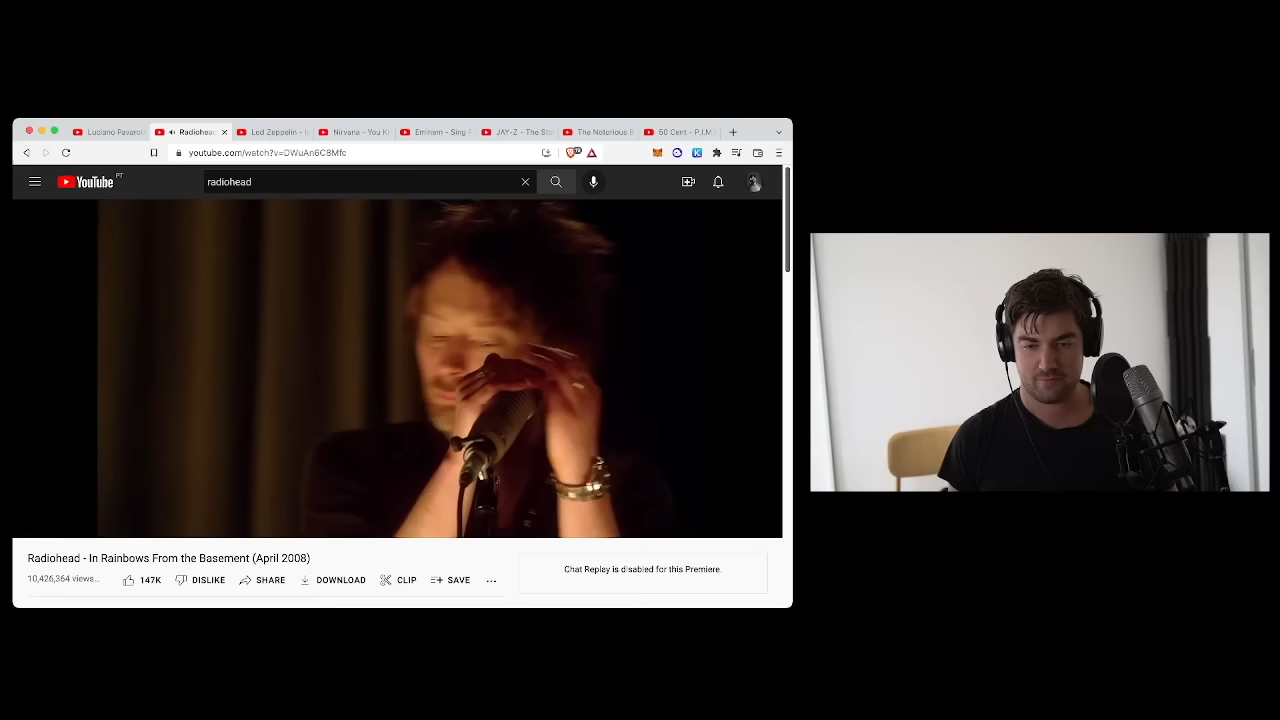 Luciano Pavarot
Radiohead
Led Zeppelin - I
Nirvana - You K
Eminem - Sing F
JAY-Z - The Sto
The Notorious B
50 Cent - P.I.M
youtube.com/watch?v=DWuAn6C8Mfc
YouTube PT
radiohead
Radiohead - In Rainbows From the Basement (April 2008)
10,426,364 views...
147K
DISLIKE
SHARE
DOWNLOAD
CLIP
SAVE
...
Chat Replay is disabled for this Premiere.